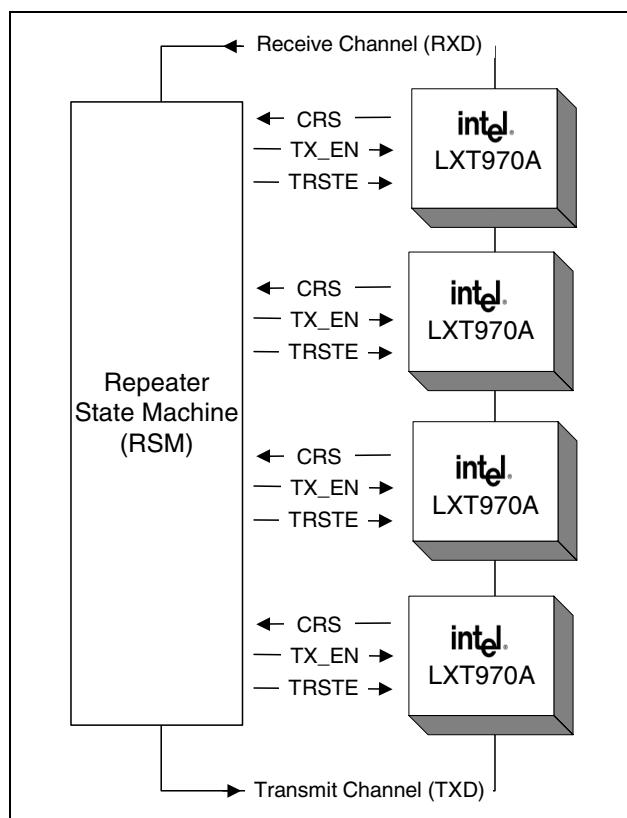 Receive Channel (RXD)
CRS
TX_EN
TRSTE
intel®
LXT970A
CRS
TX_EN
TRSTE
intel®
LXT970A
Repeater
State Machine
(RSM)
CRS
TX_EN
TRSTE
intel®
LXT970A
CRS
TX_EN
TRSTE
intel®
LXT970A
Transmit Channel (TXD)